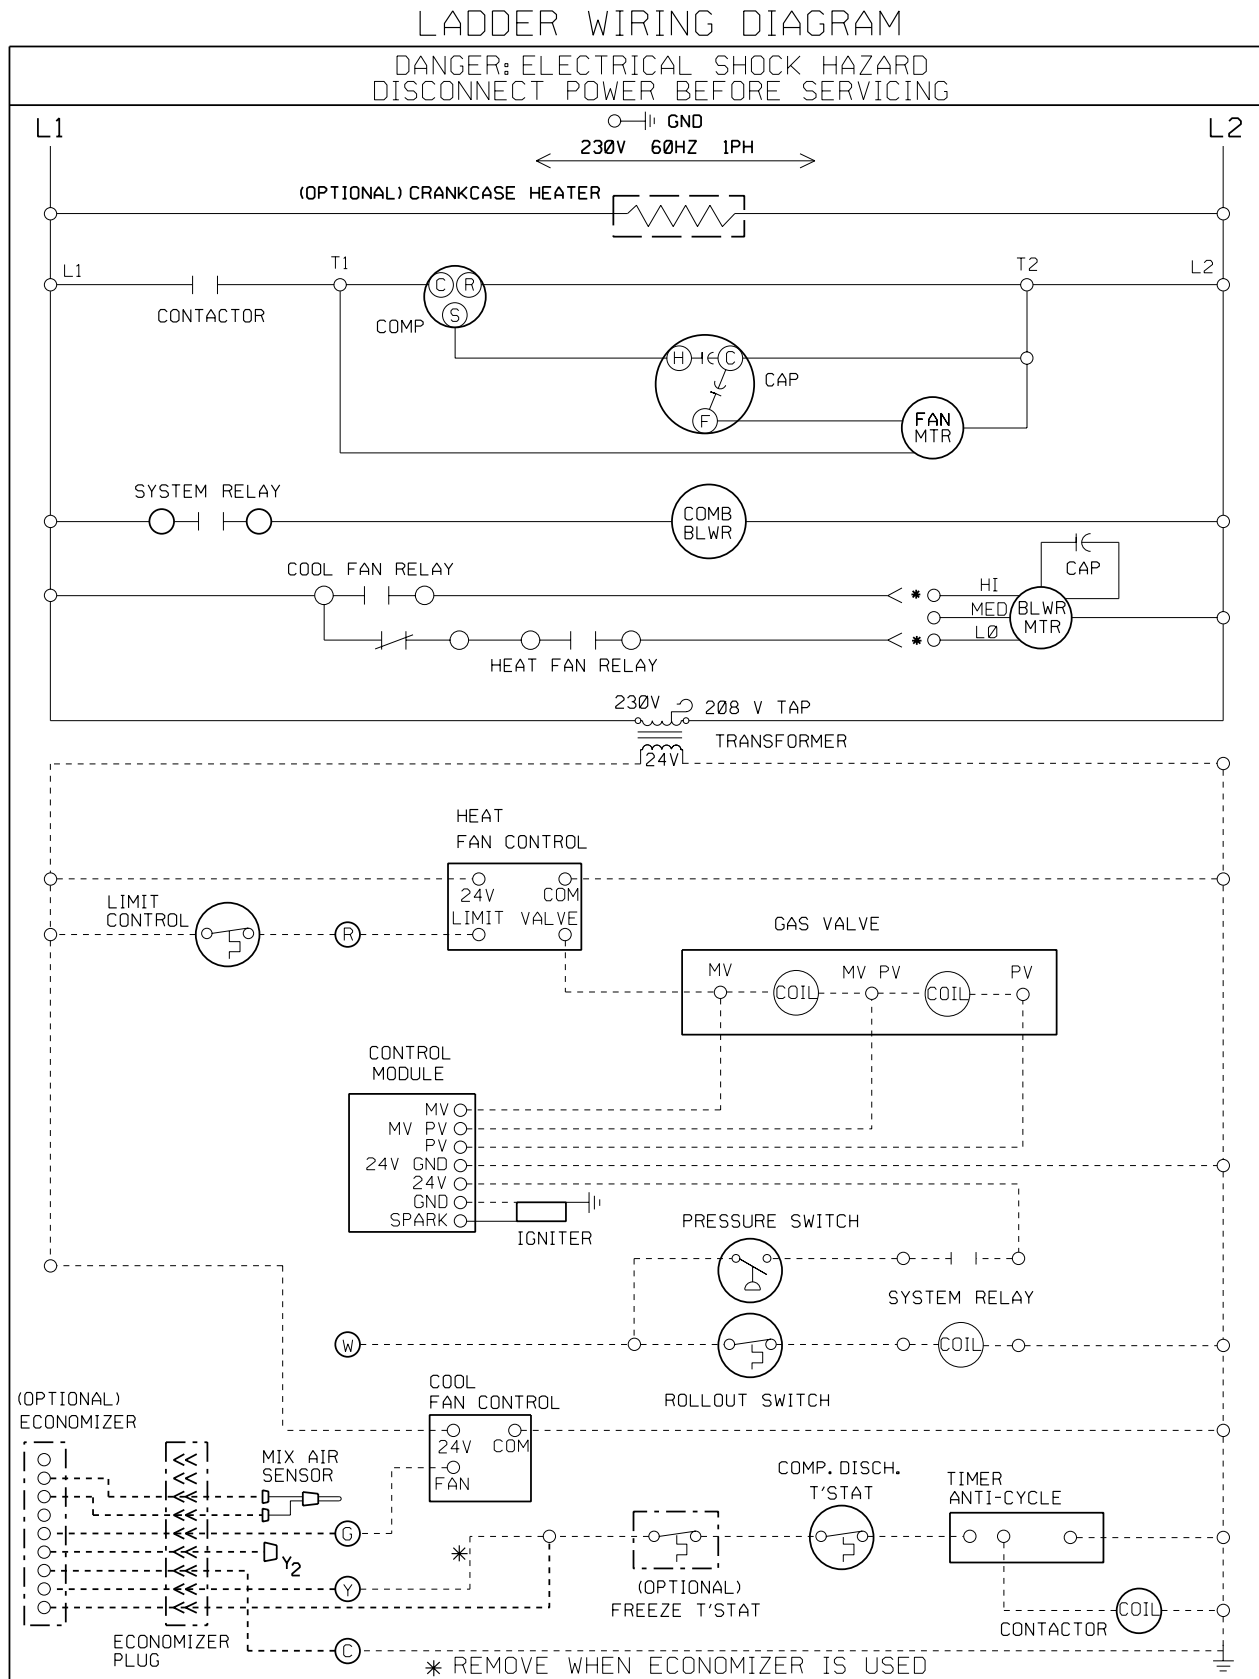 LADDER WIRING DIAGRAM
DANGER: ELECTRICAL SHOCK HAZARD
DISCONNECT POWER BEFORE SERVICING
L1
GND
L2
230V 60HZ 1PH
(OPTIONAL) CRANKCASE HEATER
L1
T1
C R
T2
L2
CONTACTOR
COMP
S
H
C
CAP
F
FAN
MTR
SYSTEM RELAY
COMB
BLWR
COOL FAN RELAY
CAP
*
HI
MED
BLWR
MTR
*
LØ
HEAT FAN RELAY
230V
208 V TAP
TRANSFORMER
24V
HEAT
FAN CONTROL
24V COM
LIMIT
CONTROL
LIMIT VALVE
R
GAS VALVE
MV
COIL
MV PV
COIL
PV
CONTROL
MODULE
MV
MV PV
PV
24V GND
24V
GND
SPARK
IGNITER
PRESSURE SWITCH
SYSTEM RELAY
W
COIL
ROLLOUT SWITCH
COOL
FAN CONTROL
24V COM
FAN
(OPTIONAL)
ECONOMIZER
MIX AIR
SENSOR
COMP. DISCH.
T'STAT
TIMER
ANTI-CYCLE
G
*
Y2
Y
(OPTIONAL)
FREEZE T'STAT
COIL
CONTACTOR
ECONOMIZER
PLUG
C
* REMOVE WHEN ECONOMIZER IS USED